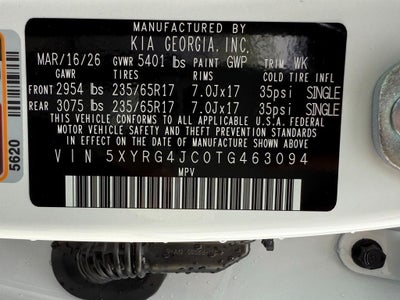 MFD BY
KIA GEORGIA, INC.
MAR/16/26 GVWR 5401 lbs PAINT GWP TRIM WK
GAWR TIRES RIMS COLD TIRE INFL
FRONT 2954 lbs 235/65R17 7.0Jx17 35psi SINGLE
REAR 3075 lbs 235/65R17 7.0Jx17 35psi SINGLE
THIS VEHICLE CONFORMS TO ALL APPLICABLE U.S.A. FEDERAL
MOTOR VEHICLE SAFETY AND THEFT PREVENTION STANDARDS
IN EFFECT ON THE DATE OF MANUFACTURE SHOWN ABOVE.
VIN 5XYRG4JC0TG463094
MPV
5620